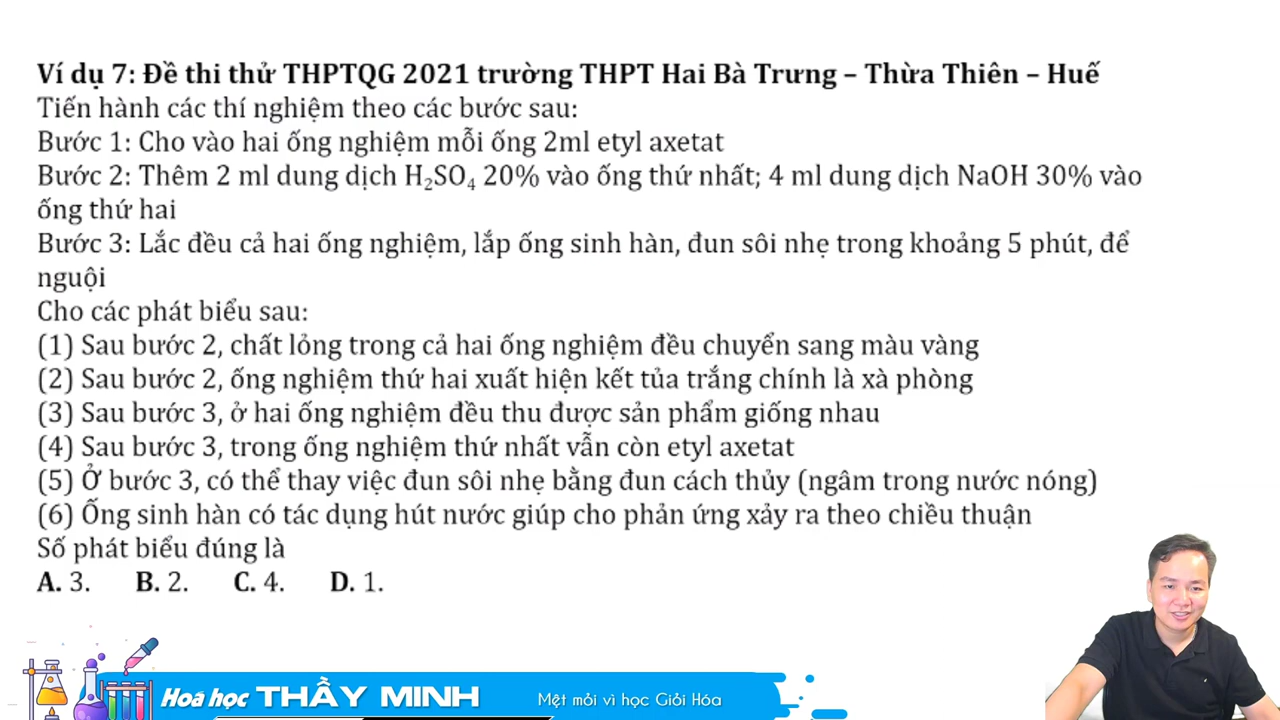 Ví dụ 7: Đề thi thử THPTQG 2021 trường THPT Hai Bà Trưng – Thừa Thiên – Huế
Tiến hành các thí nghiệm theo các bước sau:
Bước 1: Cho vào hai ống nghiệm mỗi ống 2ml etyl axetat
Bước 2: Thêm 2 ml dung dịch H₂SO₄ 20% vào ống thứ nhất; 4 ml dung dịch NaOH 30% vào
ống thứ hai
Bước 3: Lắc đều cả hai ống nghiệm, lắp ống sinh hàn, đun sôi nhẹ trong khoảng 5 phút, để
nguội
Cho các phát biểu sau:
(1) Sau bước 2, chất lỏng trong cả hai ống nghiệm đều chuyển sang màu vàng
(2) Sau bước 2, ống nghiệm thứ hai xuất hiện kết tủa trắng chính là xà phòng
(3) Sau bước 3, ở hai ống nghiệm đều thu được sản phẩm giống nhau
(4) Sau bước 3, trong ống nghiệm thứ nhất vẫn còn etyl axetat
(5) Ở bước 3, có thể thay việc đun sôi nhẹ bằng đun cách thủy (ngâm trong nước nóng)
(6) Ống sinh hàn có tác dụng hút nước giúp cho phản ứng xảy ra theo chiều thuận
Số phát biểu đúng là
A. 3. B. 2. C. 4. D. 1.
Hoá học THẦY MINH Mệt mỏi vì học Giỏi Hóa